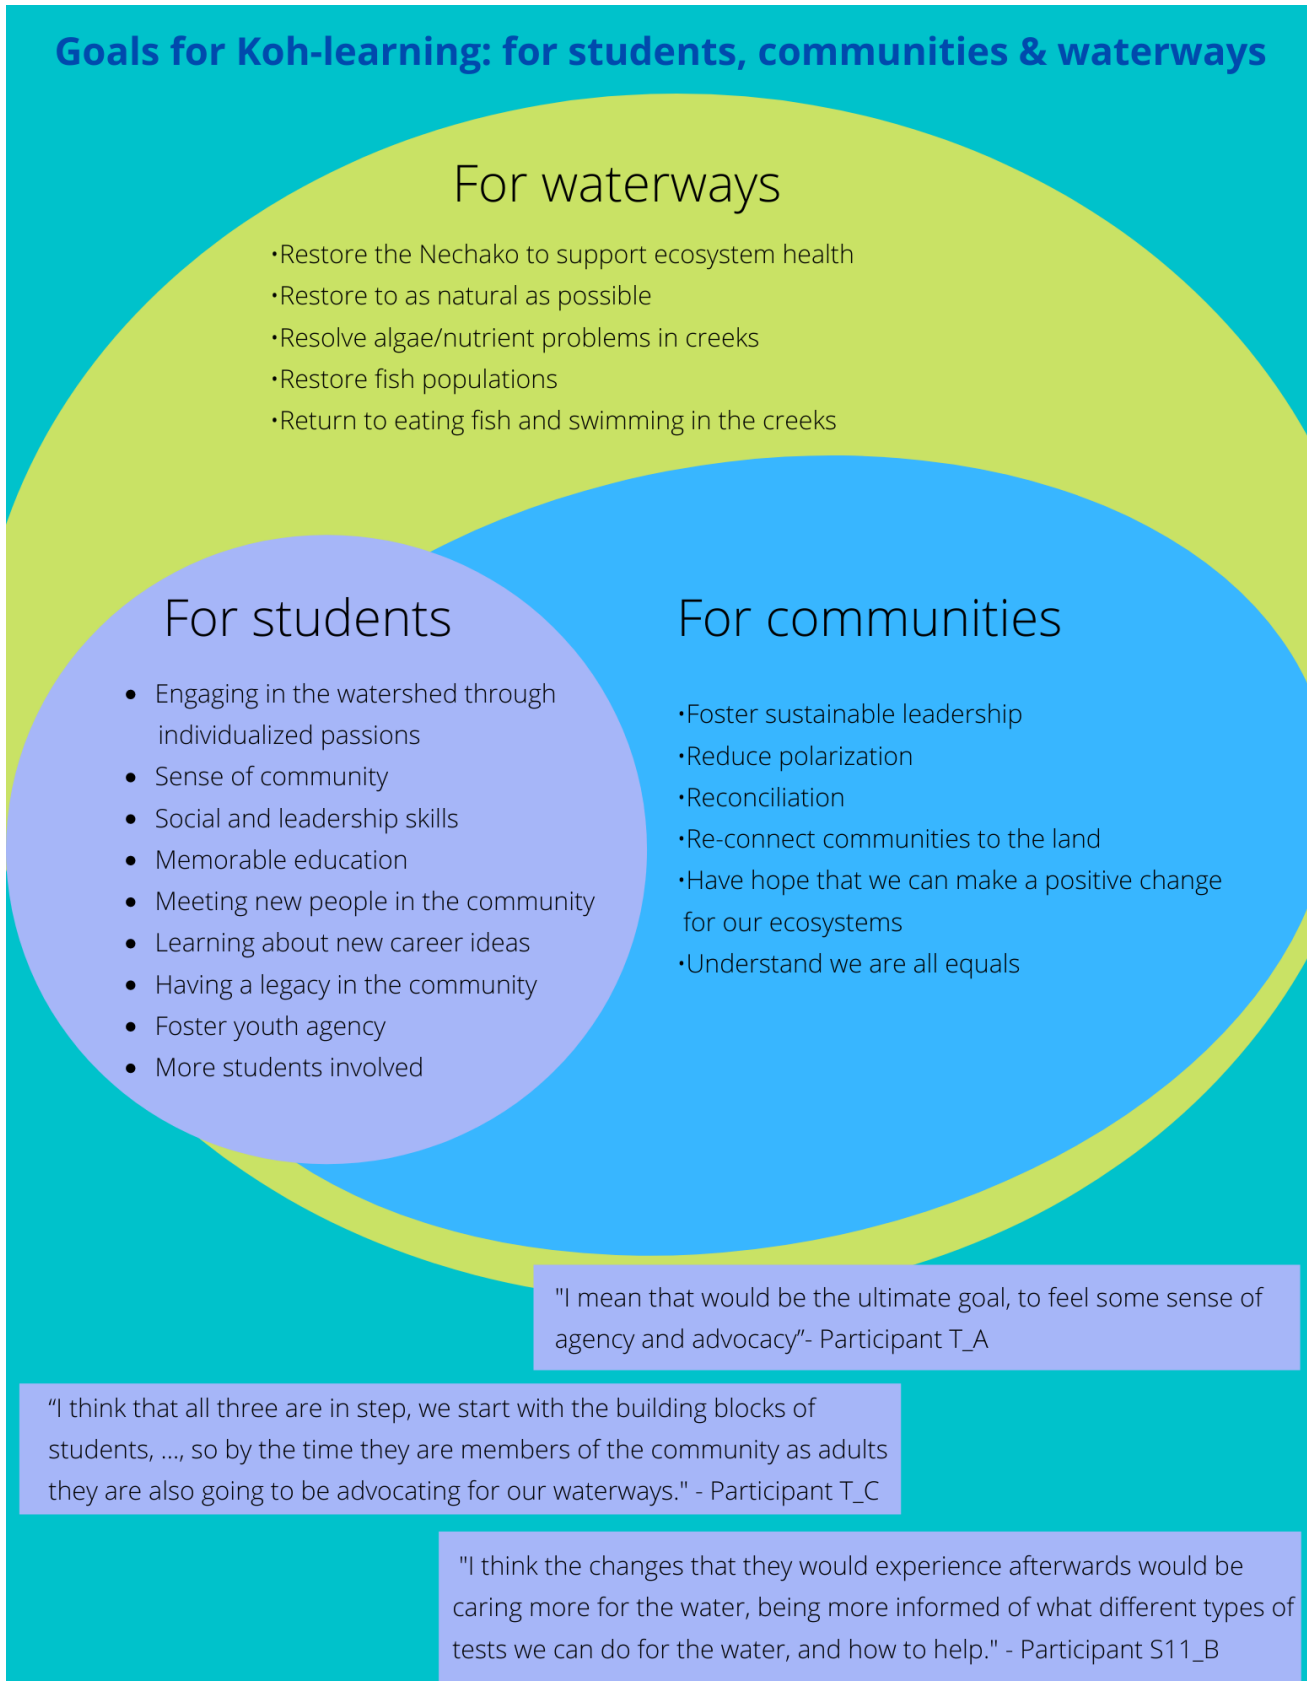 Goals for Koh-learning: for students, communities & waterways
For waterways
•Restore the Nechako to support ecosystem health
•Restore to as natural as possible
•Resolve algae/nutrient problems in creeks
•Restore fish populations
•Return to eating fish and swimming in the creeks
For students
• Engaging in the watershed through
individualized passions
• Sense of community
• Social and leadership skills
• Memorable education
• Meeting new people in the community
• Learning about new career ideas
• Having a legacy in the community
• Foster youth agency
• More students involved
For communities
•Foster sustainable leadership
•Reduce polarization
•Reconciliation
•Re-connect communities to the land
•Have hope that we can make a positive change
for our ecosystems
•Understand we are all equals
"I mean that would be the ultimate goal, to feel some sense of
agency and advocacy”- Participant T_A
“I think that all three are in step, we start with the building blocks of
students, ..., so by the time they are members of the community as adults
they are also going to be advocating for our waterways." - Participant T_C
"I think the changes that they would experience afterwards would be
caring more for the water, being more informed of what different types of
tests we can do for the water, and how to help." - Participant S11_B